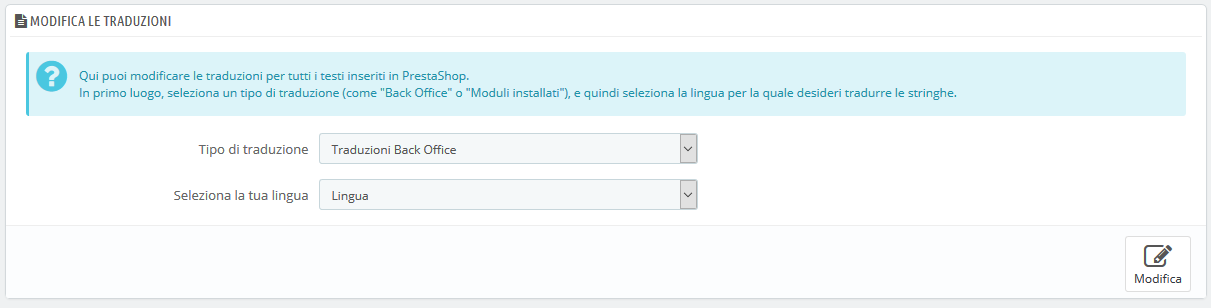 MODIFICA LE TRADUZIONI
Qui puoi modificare le traduzioni per tutti i testi inseriti in PrestaShop.
In primo luogo, seleziona un tipo di traduzione (come "Back Office" o "Moduli installati"), e quindi seleziona la lingua per la quale desideri tradurre le stringhe.
Tipo di traduzione Traduzioni Back Office
Seleziona la tua lingua Lingua
Modifica